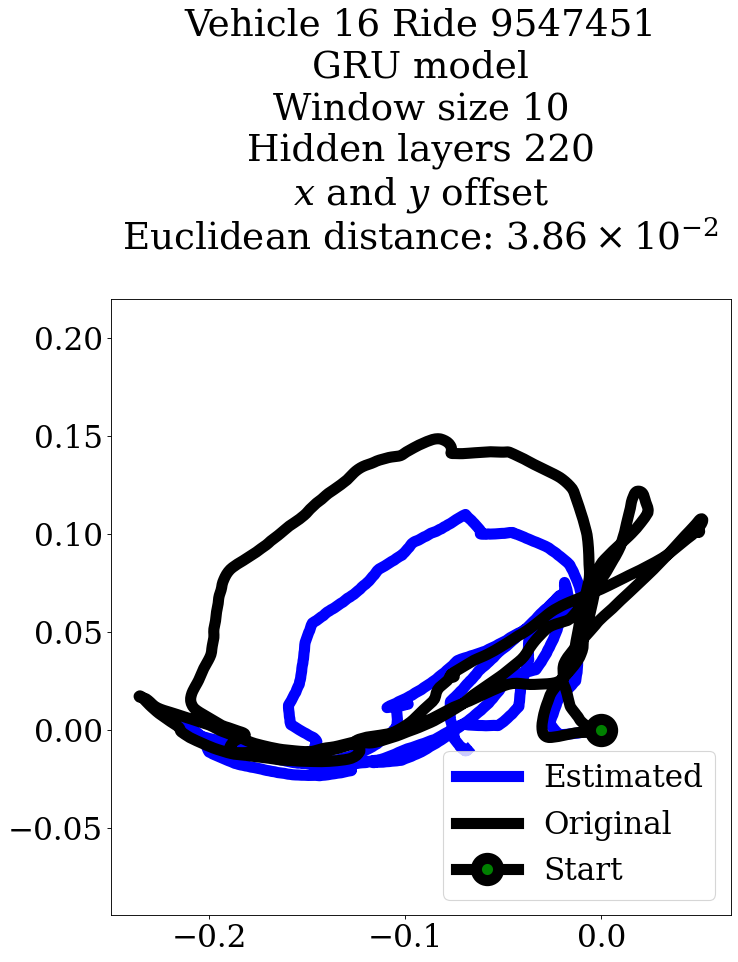 Vehicle 16 Ride 9547451
GRU model
Window size 10
Hidden layers 220
x and y offset
Euclidean distance: 3.86 × 10⁻²
0.20
0.15
0.10
0.05
0.00
−0.05
Estimated
Original
Start
−0.2
−0.1
0.0